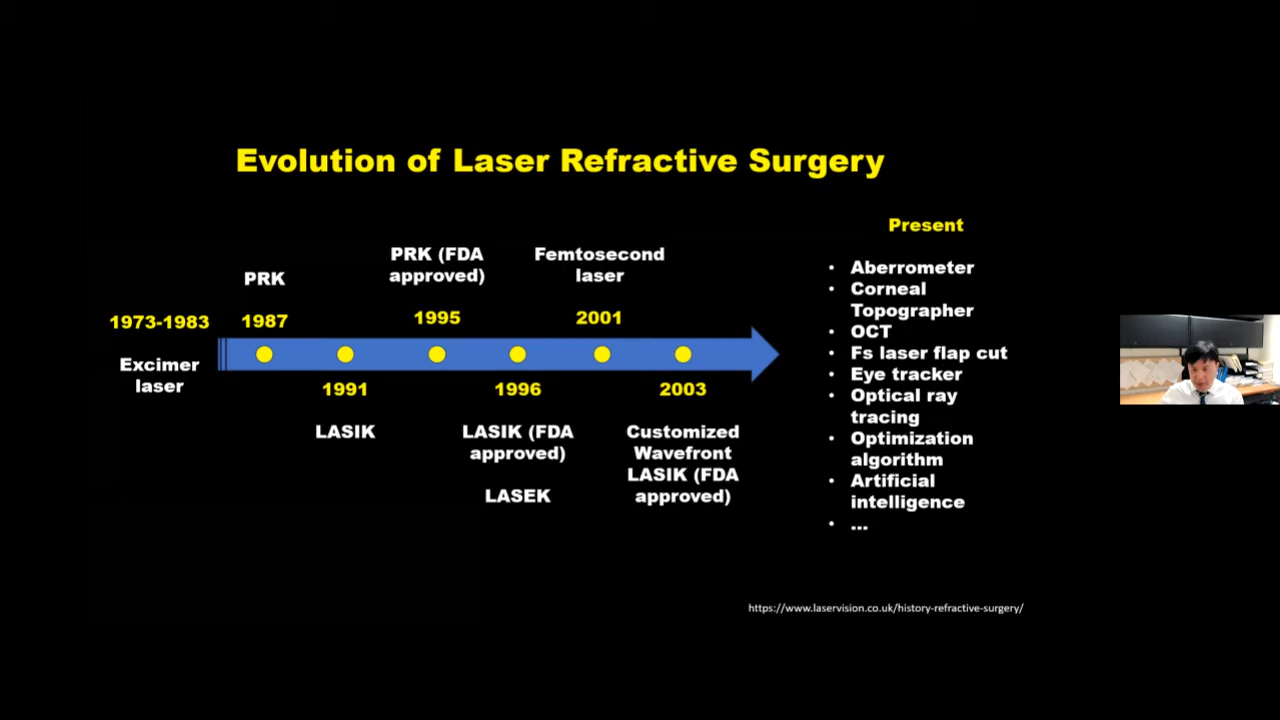 Evolution of Laser Refractive Surgery
1973-1983
Excimer
laser
PRK
1987
1991
LASIK
PRK (FDA
approved)
1995
1996
LASIK (FDA
approved)
LASEK
Femtosecond
laser
2001
2003
Customized
Wavefront
LASIK (FDA
approved)
Present
• Aberrometer
• Corneal
Topographer
• OCT
• Fs laser flap cut
• Eye tracker
• Optical ray
tracing
• Optimization
algorithm
• Artificial
intelligence
• ...
https://www.laservision.co.uk/history-refractive-surgery/